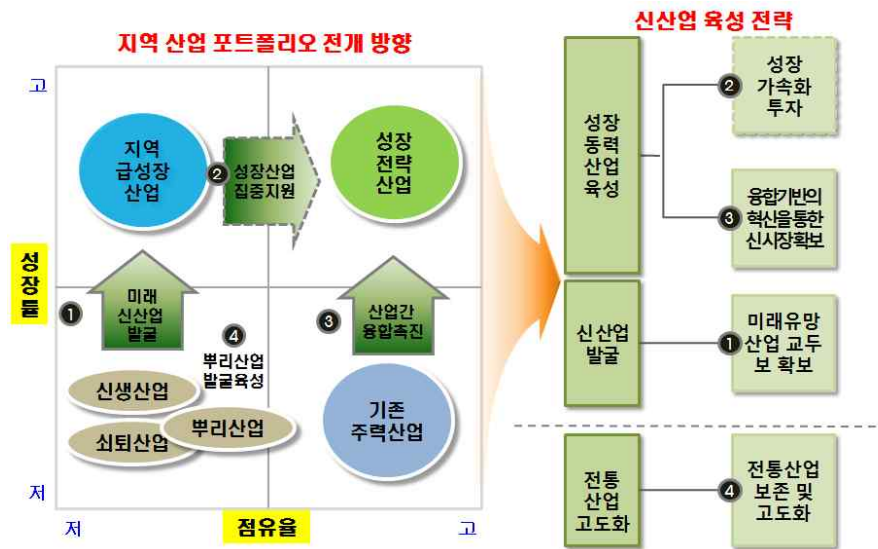 지역 산업 포트폴리오 전개 방향
신산업 육성 전략
고
지역
급성장
산업
2
성장산업
집중지원
성장
전략
산업
성장률
1
미래
신산업
발굴
4
뿌리산업
발굴육성
3
산업간
융합촉진
신생산업
쇠퇴산업
뿌리산업
기존
주력산업
저
저
점유율
고
성장
동력
산업
육성
2
성장
가속화
투자
3
융합기반의
혁신을통한
신시장확보
신산업
발굴
1
미래유망
산업 교두
보 확보
전통
산업
고도화
4
전통산업
보존 및
고도화